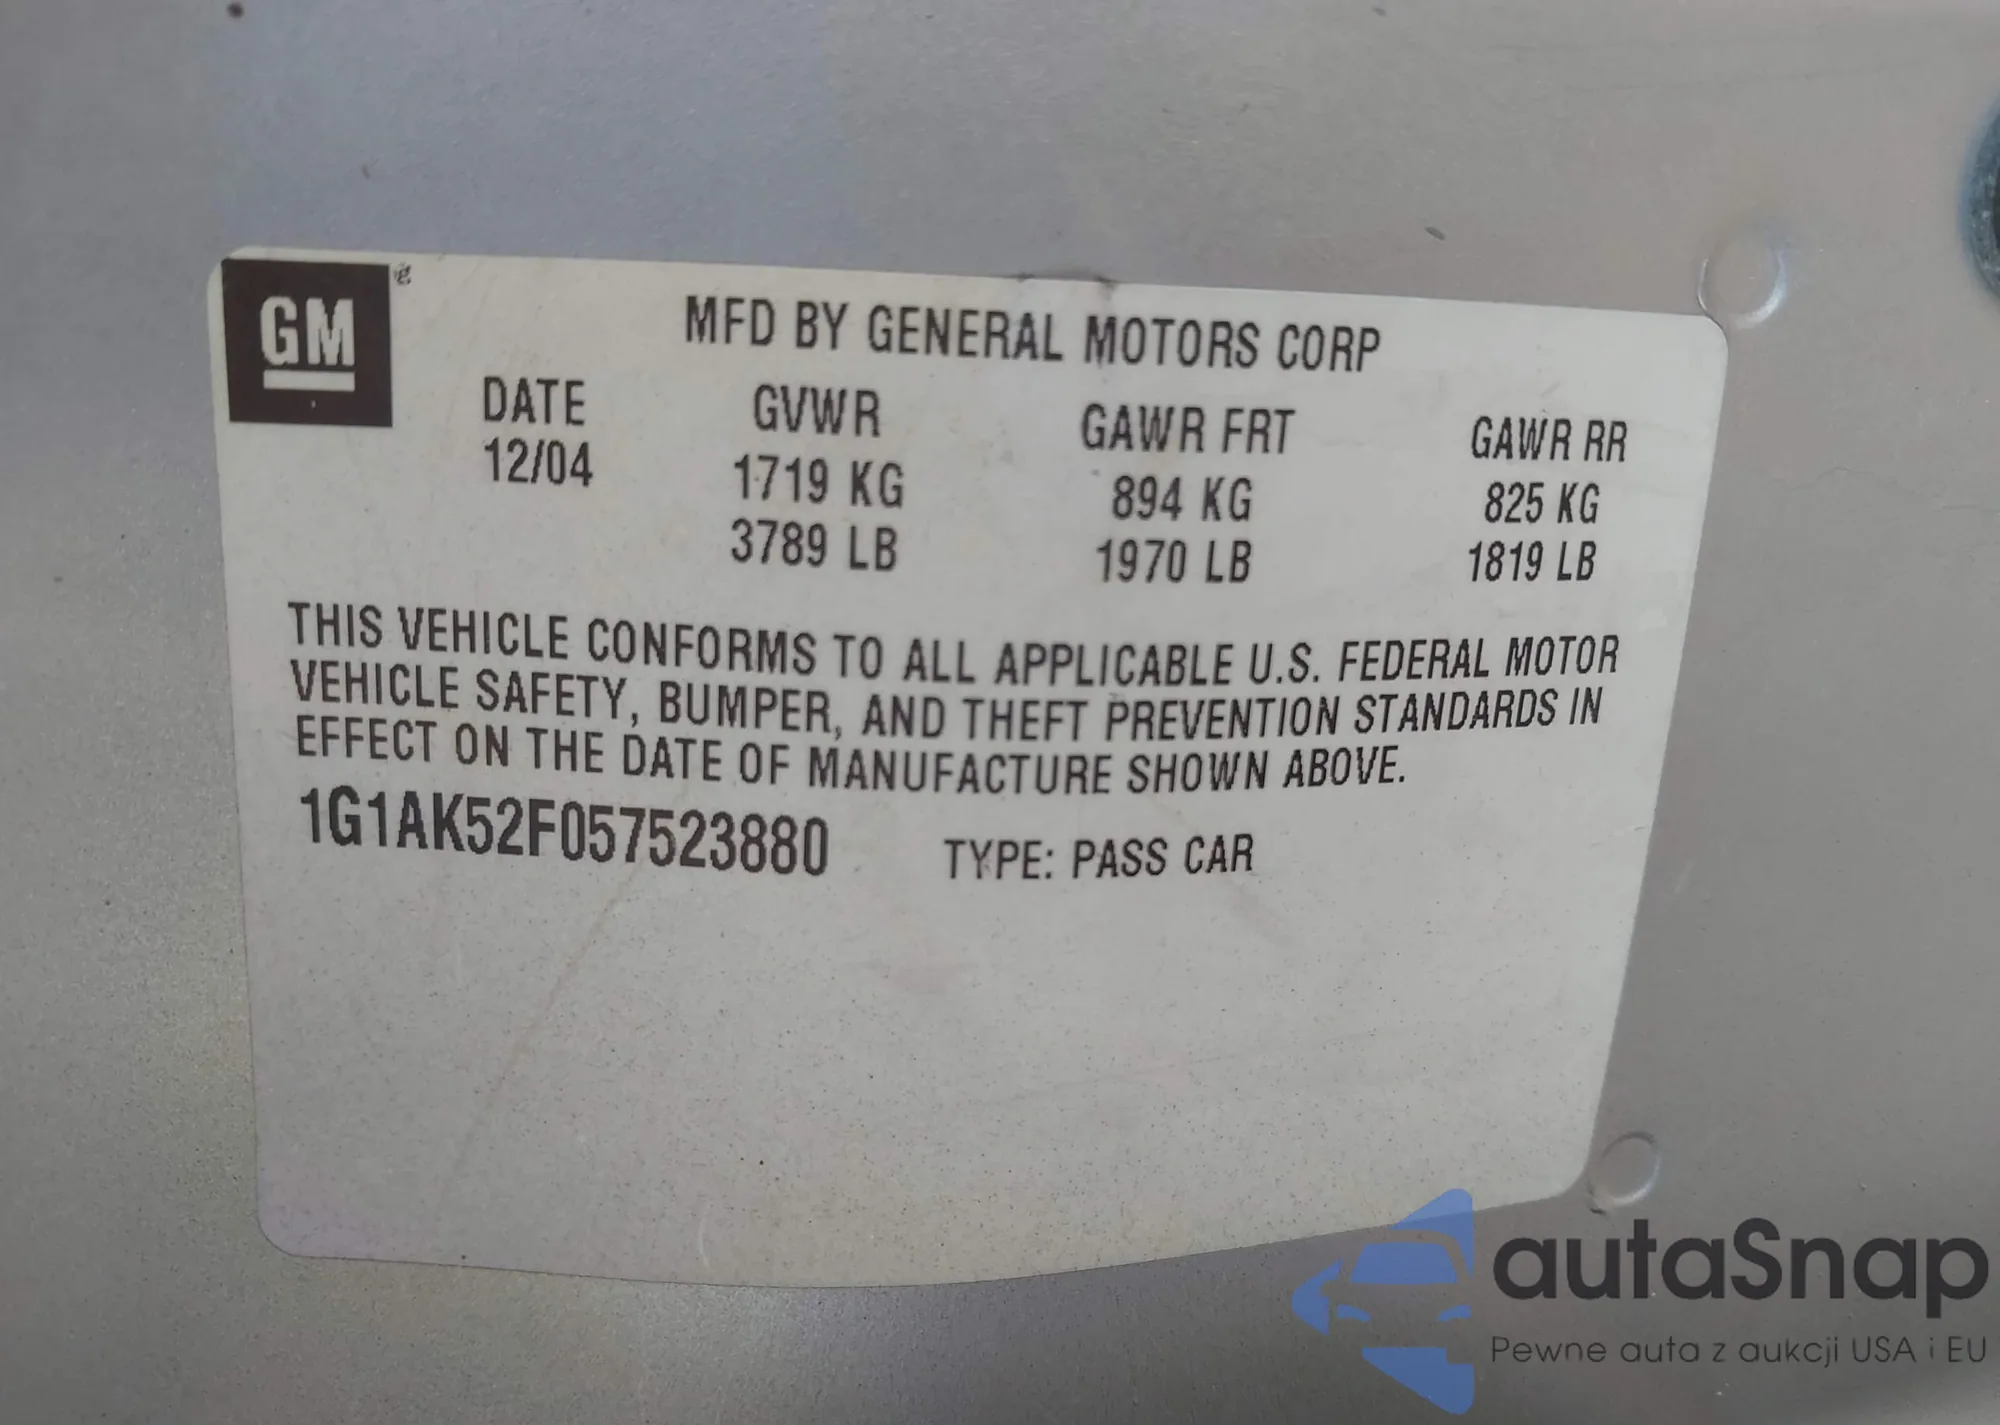 GM
MFD BY GENERAL MOTORS CORP
DATE GVWR GAWR FRT GAWR RR
12/04 1719 KG 894 KG 825 KG
3789 LB 1970 LB 1819 LB
THIS VEHICLE CONFORMS TO ALL APPLICABLE U.S. FEDERAL MOTOR
VEHICLE SAFETY, BUMPER, AND THEFT PREVENTION STANDARDS IN
EFFECT ON THE DATE OF MANUFACTURE SHOWN ABOVE.
1G1AK52F057523880 TYPE: PASS CAR
autaSnap
Pewne auta z aukcji USA i EU